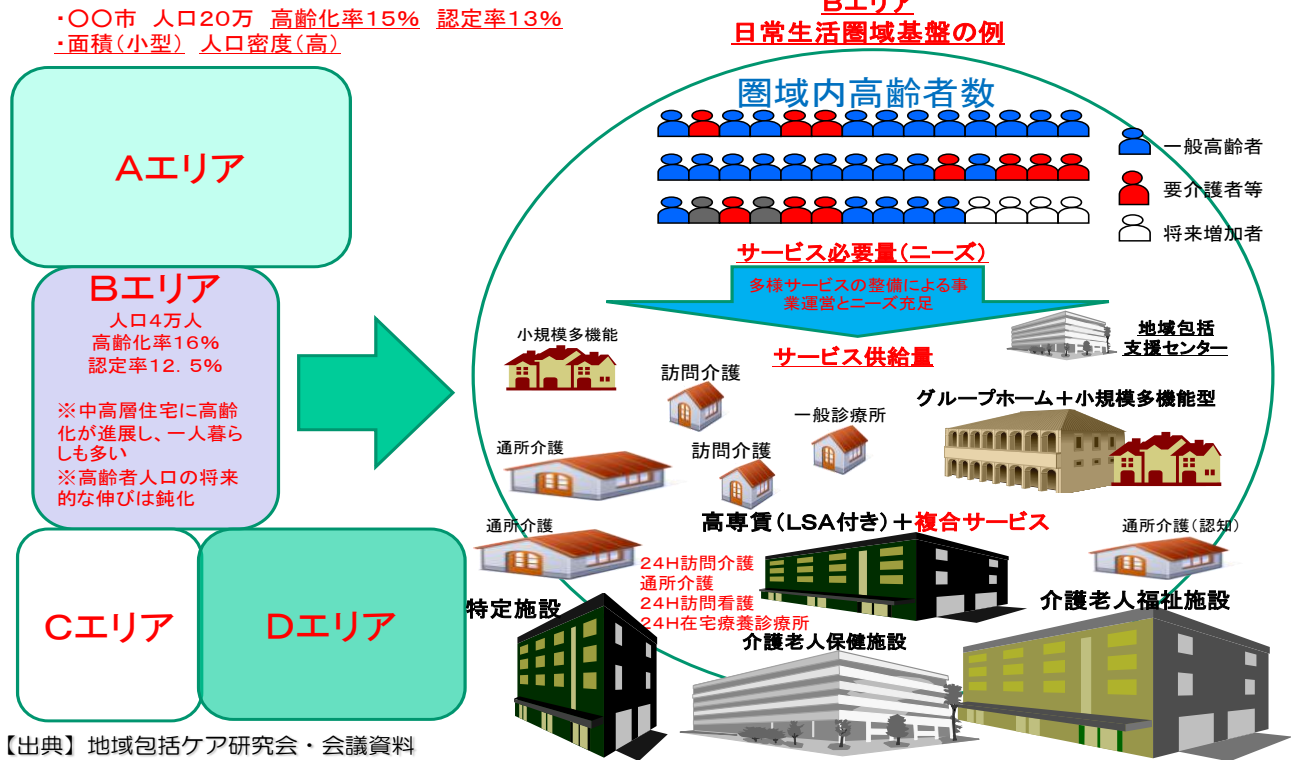 ・〇〇市 人口20万 高齢化率15% 認定率13%
・面積(小型) 人口密度(高)
Aエリア
Bエリア
人口4万人
高齢化率16%
認定率12.5%
※中高層住宅に高齢
化が進展し、一人暮ら
しも多い
※高齢者人口の将来
的な伸びは鈍化
Cエリア
Dエリア
【出典】地域包括ケア研究会・会議資料
Bエリア
日常生活圏域基盤の例
圏域内高齢者数
一般高齢者
要介護者等
将来増加者
サービス必要量(ニーズ)
多様サービスの整備による事
業運営とニーズ充足
サービス供給量
地域包括
支援センター
小規模多機能
訪問介護
一般診療所
グループホーム+小規模多機能型
通所介護
訪問介護
高専賃(LSA付き)+複合サービス
通所介護
通所介護(認知)
24H訪問介護
通所介護
24H訪問看護
24H在宅療養診療所
特定施設
介護老人保健施設
介護老人福祉施設